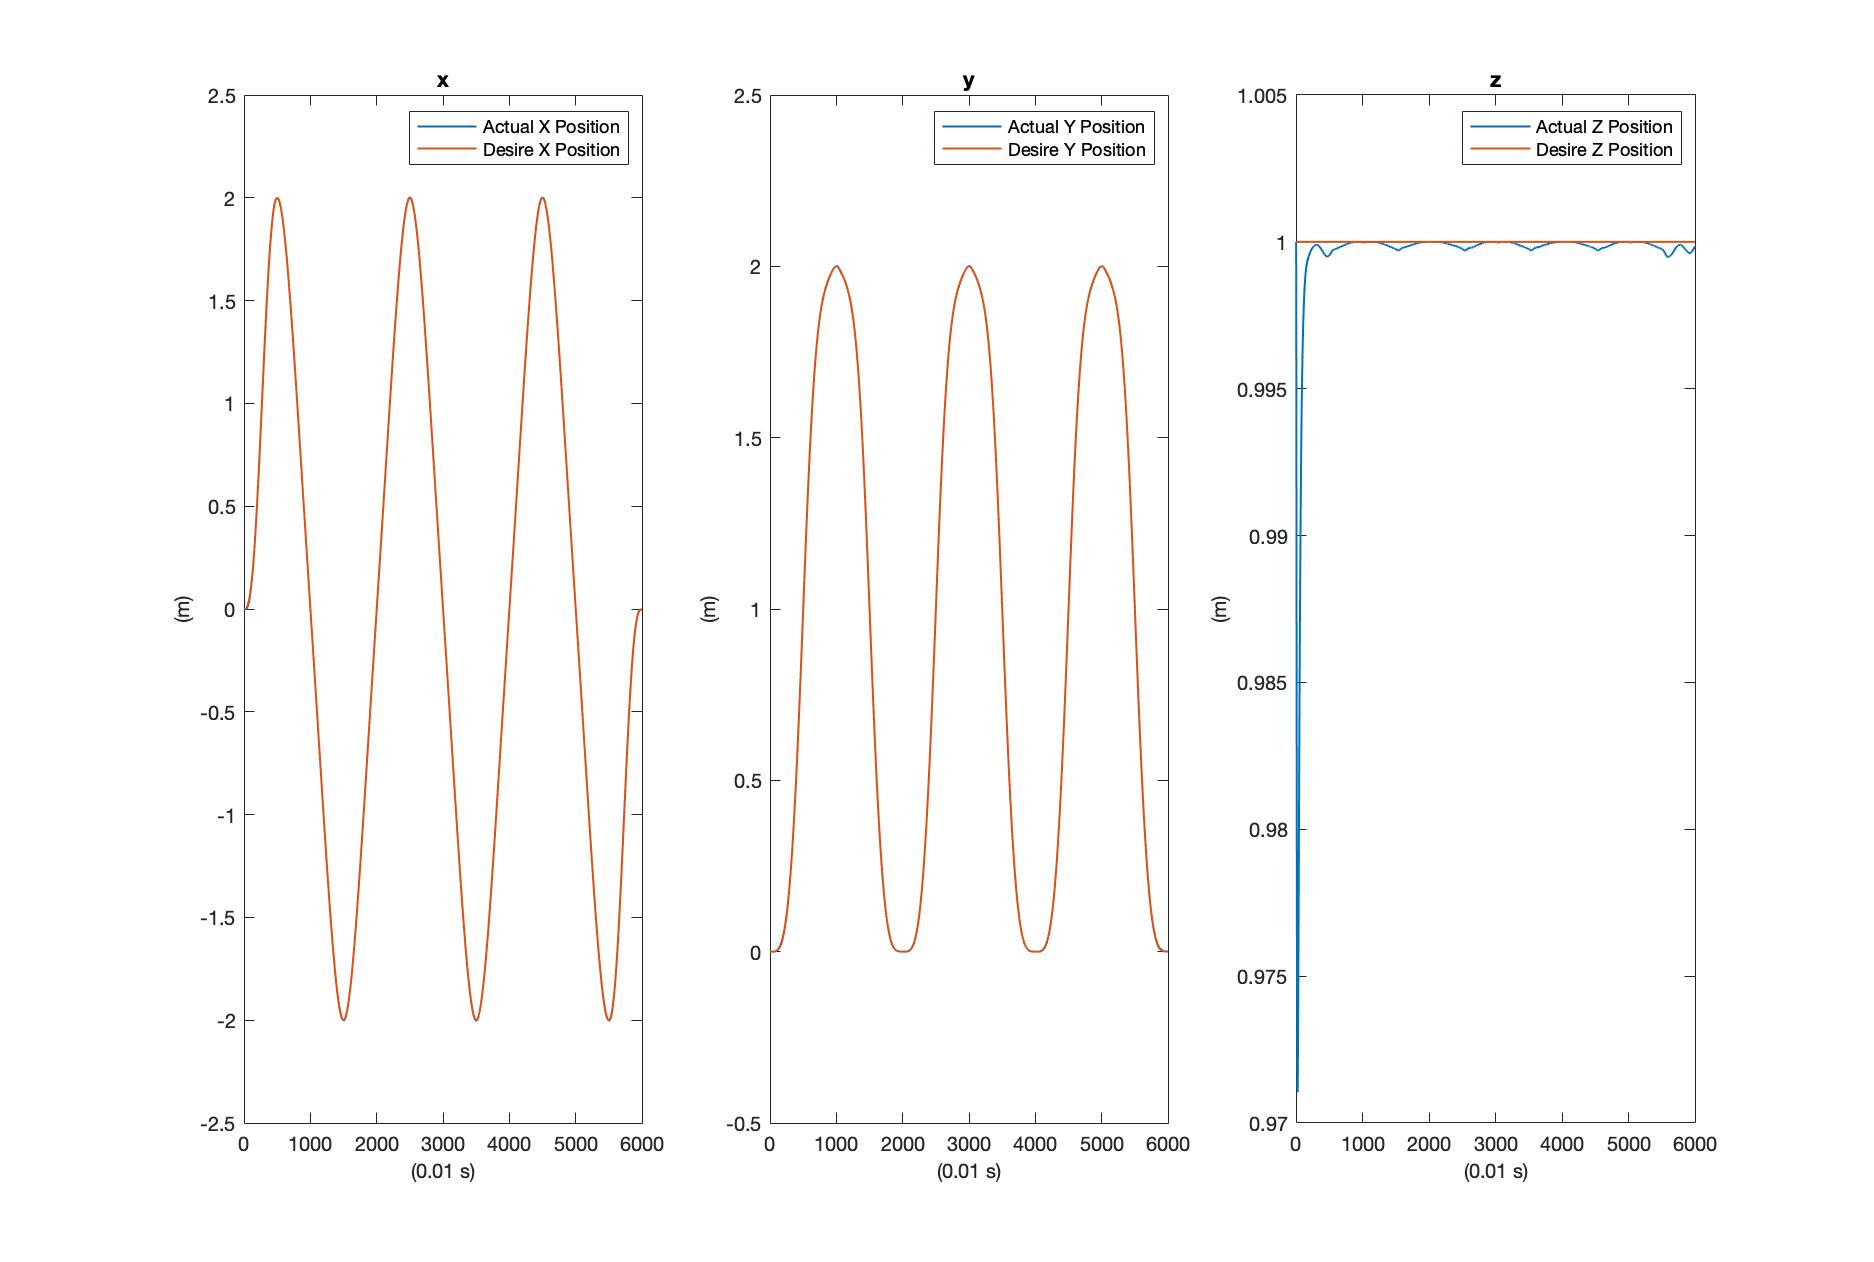 x
Actual X Position
Desire X Position
2.5
2
1.5
1
0.5
0
-0.5
-1
-1.5
-2
-2.5
(m)
0 1000 2000 3000 4000 5000 6000
(0.01 s)
y
Actual Y Position
Desire Y Position
2.5
2
1.5
1
0.5
0
-0.5
(m)
0 1000 2000 3000 4000 5000 6000
(0.01 s)
z
Actual Z Position
Desire Z Position
1.005
1
0.995
0.99
0.985
0.98
0.975
0.97
(m)
0 1000 2000 3000 4000 5000 6000
(0.01 s)